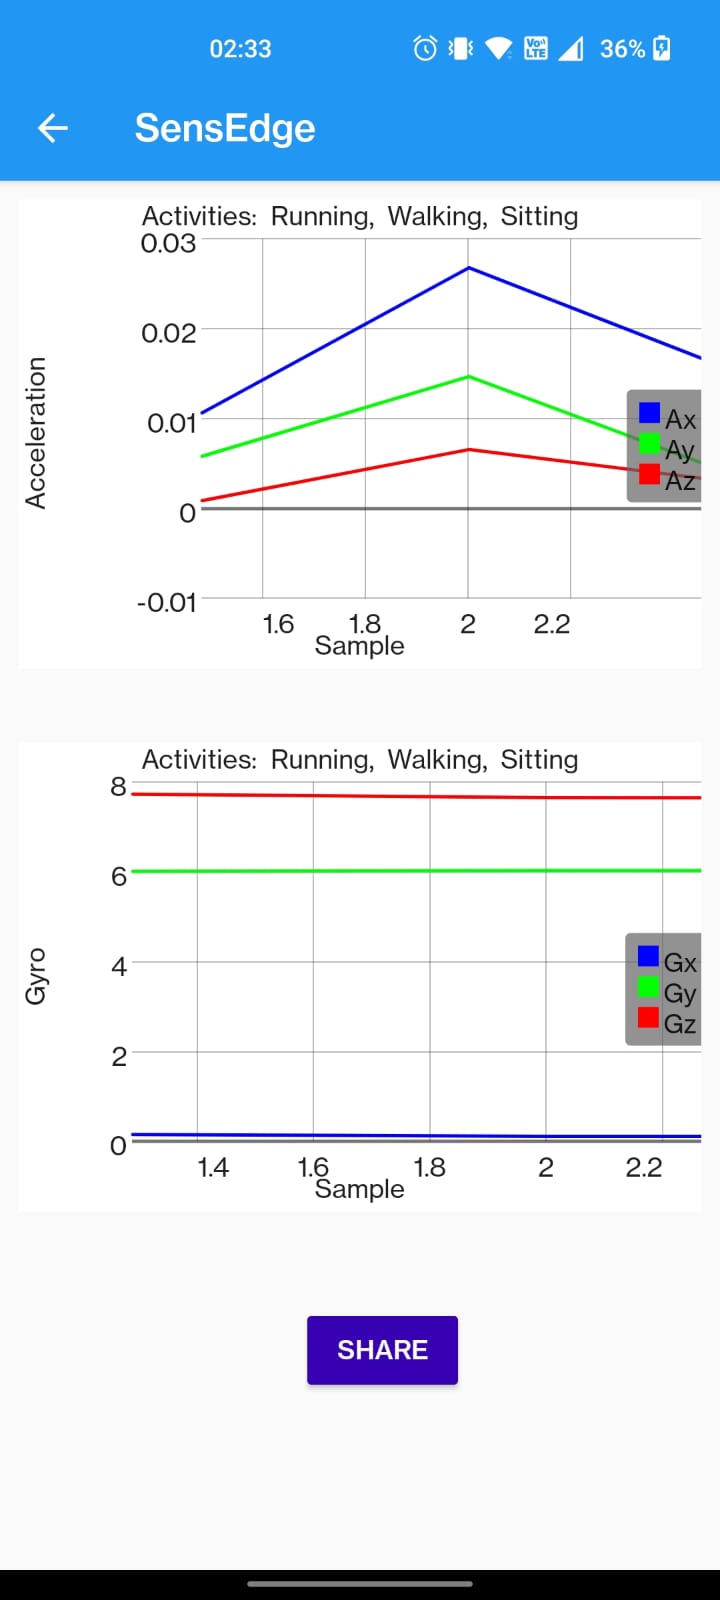 02:33 Vo)) LTE 36%
SensEdge
Activities: Running, Walking, Sitting
0.03
0.02
0.01
0
-0.01
Acceleration
Ax
Ay
Az
1.6 1.8 2 2.2
Sample
Activities: Running, Walking, Sitting
8
6
4
2
0
Gyro
Gx
Gy
Gz
1.4 1.6 1.8 2 2.2
Sample
SHARE